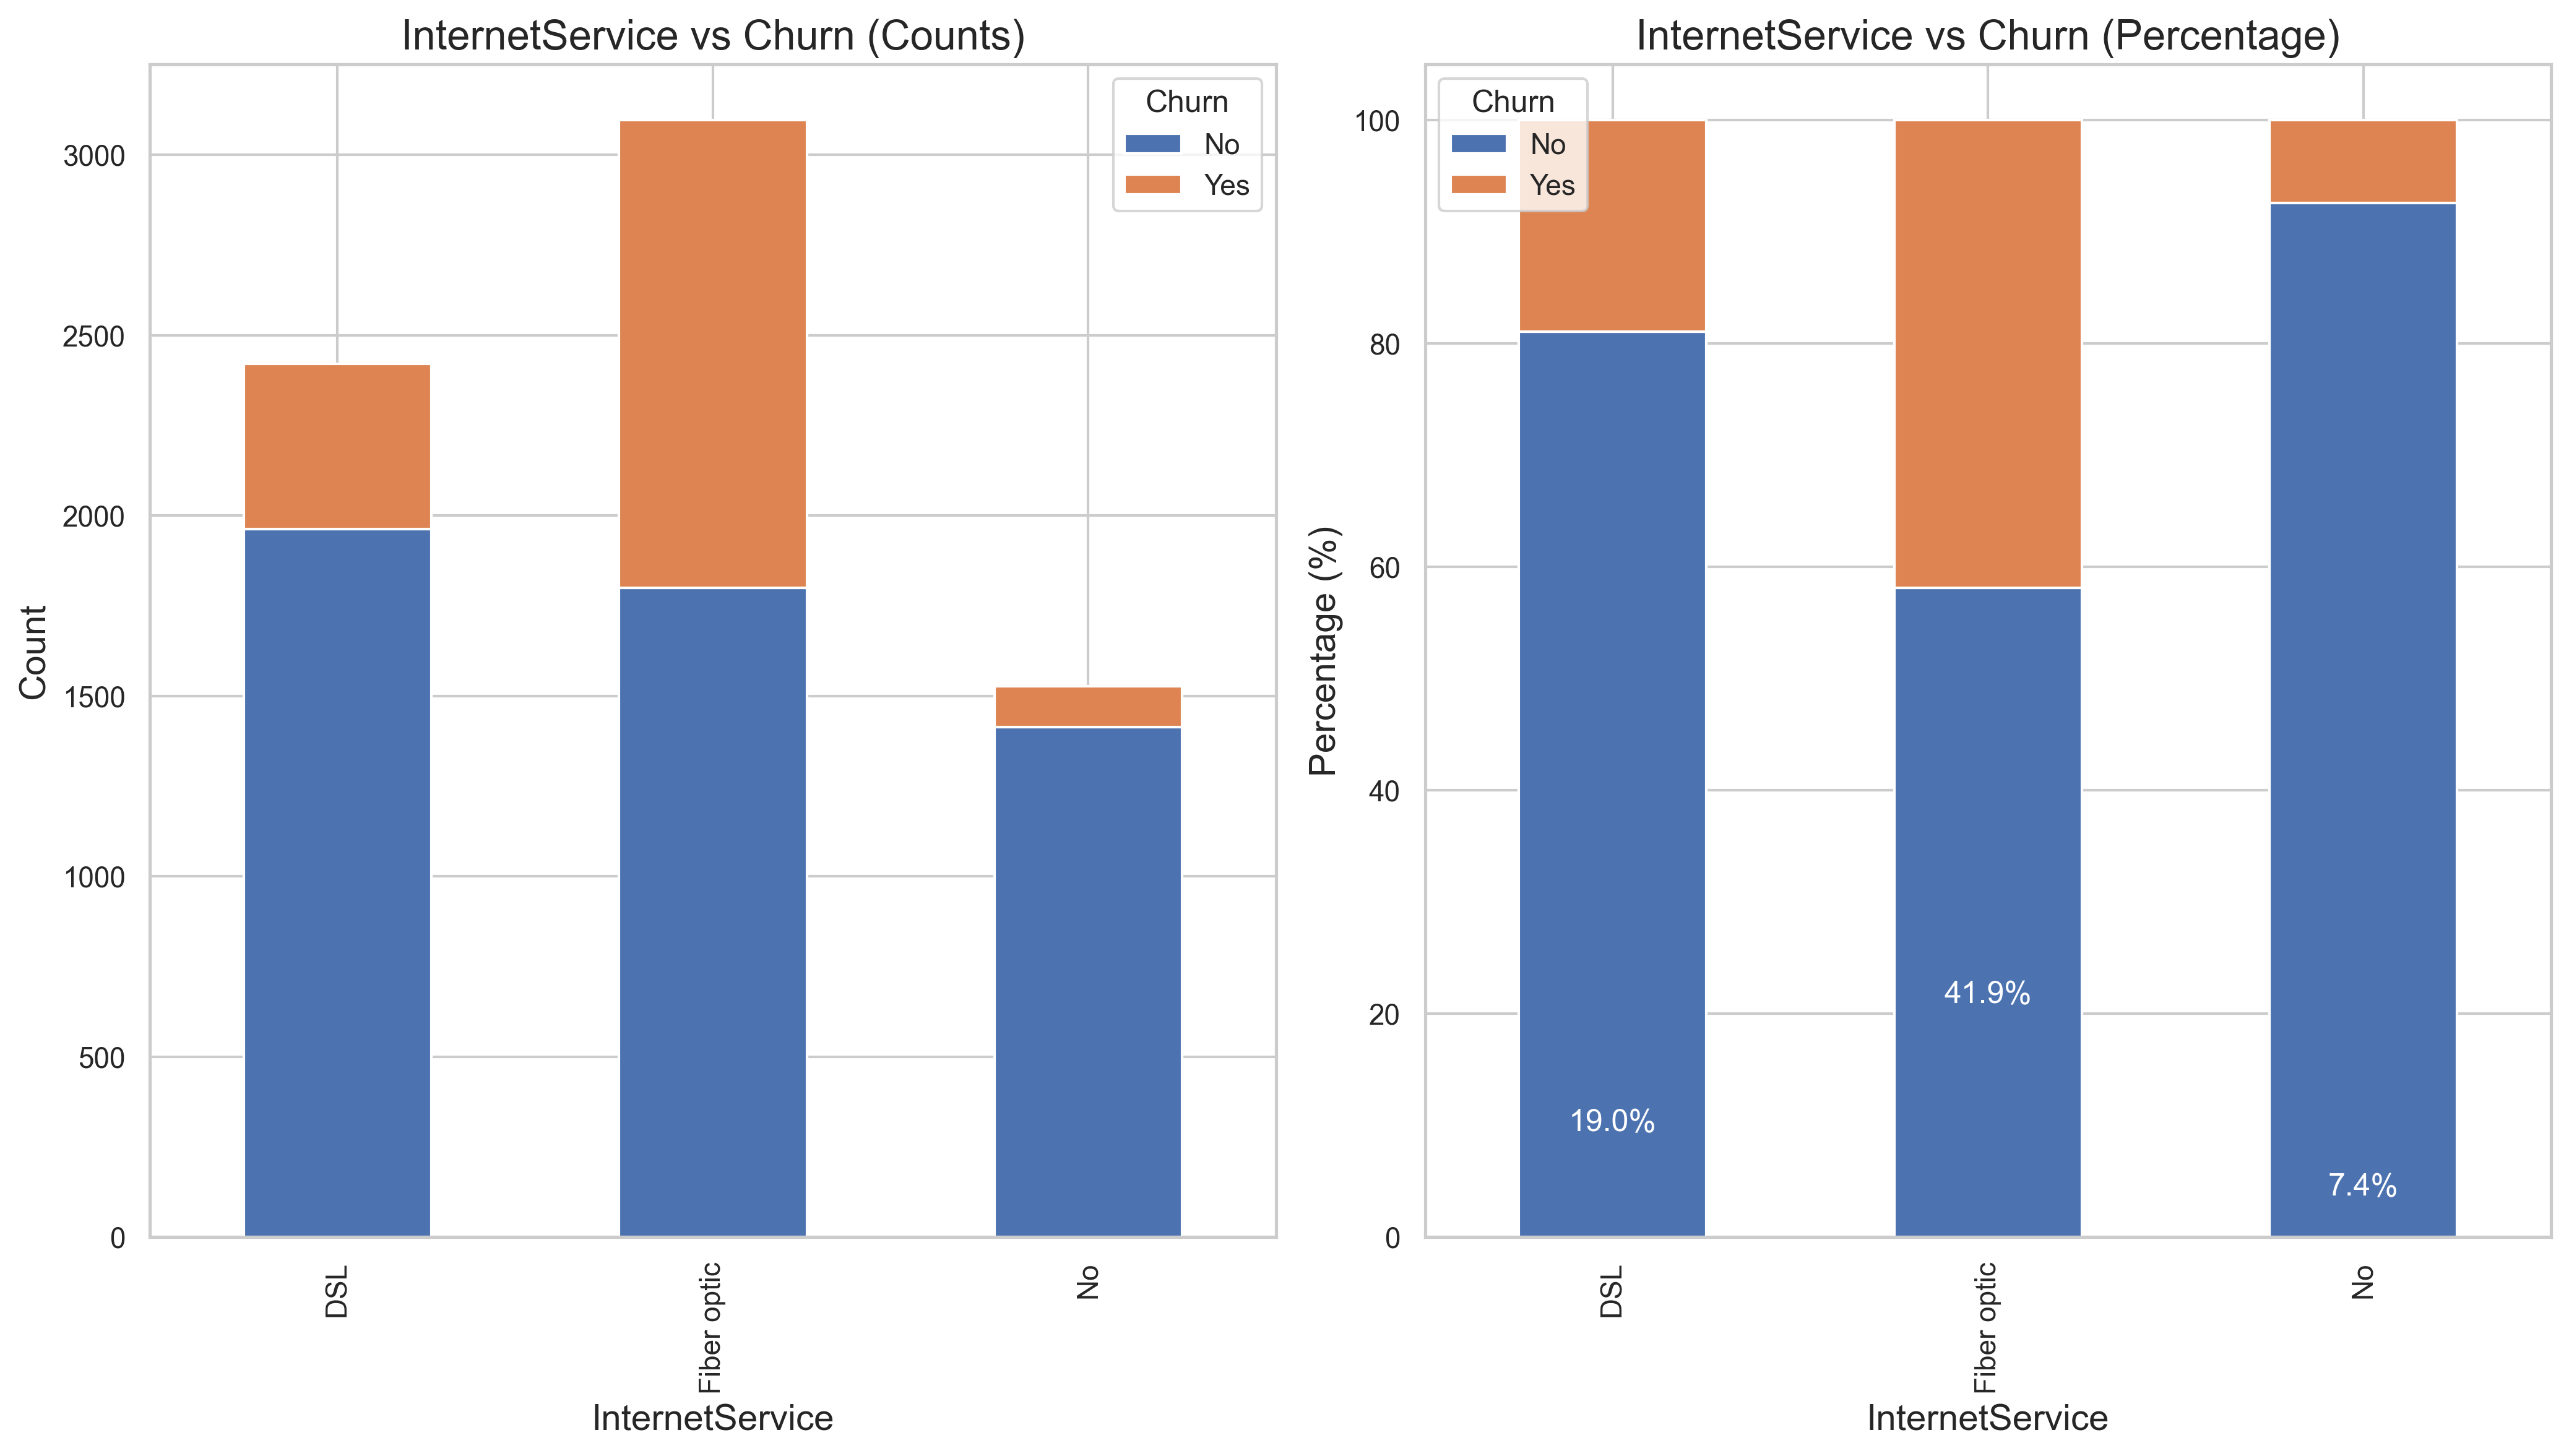 InternetService vs Churn (Counts)
Churn
No
Yes
3000
2500
2000
1500
1000
500
0
Count
DSL
Fiber optic
No
InternetService
InternetService vs Churn (Percentage)
Churn
No
Yes
100
80
60
40
20
0
Percentage (%)
19.0%
41.9%
7.4%
DSL
Fiber optic
No
InternetService